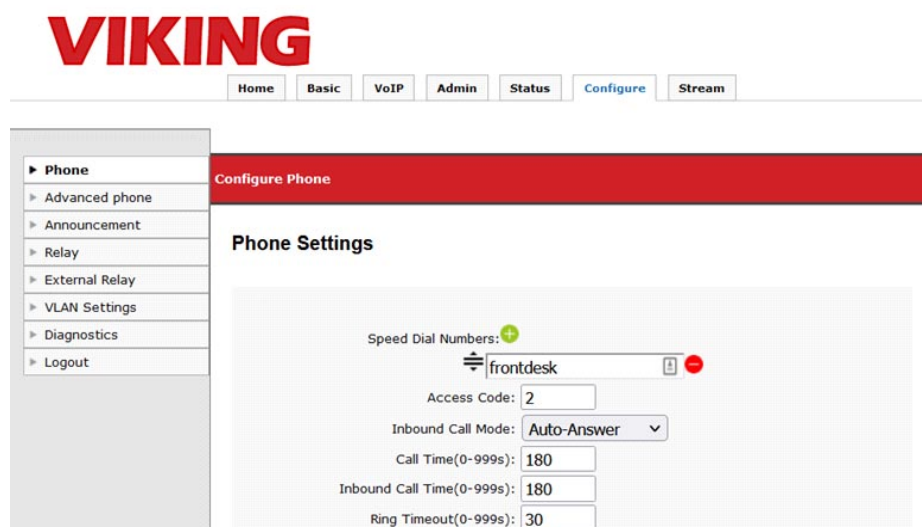 VIKING
Home Basic VoIP Admin Status Configure Stream
Phone
Advanced phone
Announcement
Relay
External Relay
VLAN Settings
Diagnostics
Logout
Configure Phone
Phone Settings
Speed Dial Numbers:
frontdesk
Access Code: 2
Inbound Call Mode: Auto-Answer
Call Time(0-999s): 180
Inbound Call Time(0-999s): 180
Ring Timeout(0-999s): 30